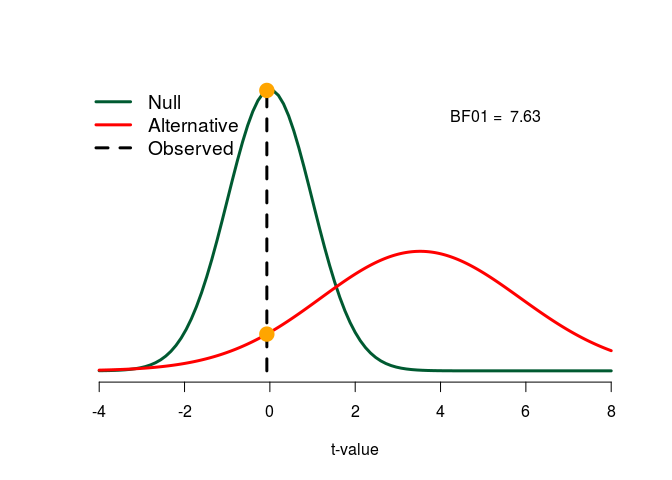 Null
Alternative
Observed
BF01 = 7.63
-4 -2 0 2 4 6 8
t-value